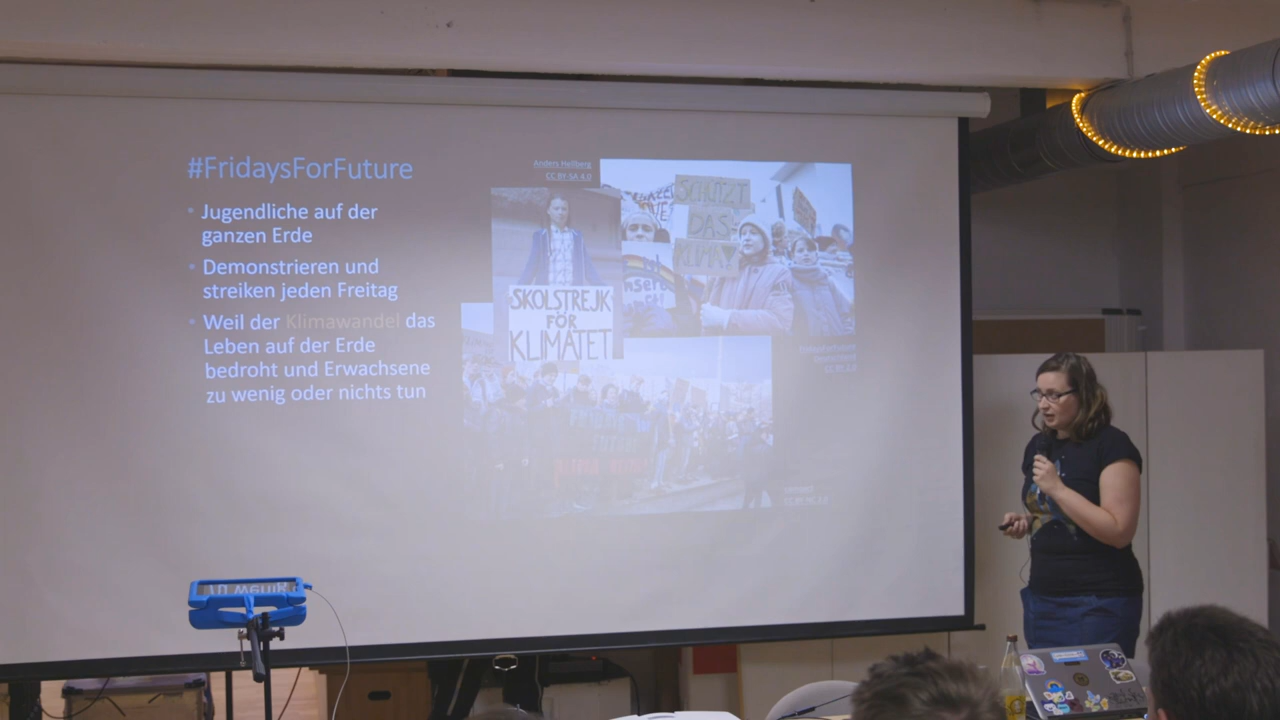 #FridaysForFuture
• Jugendliche auf der
ganzen Erde
• Demonstrieren und
streiken jeden Freitag
• Weil der Klimawandel das
Leben auf der Erde
bedroht und Erwachsene
zu wenig oder nichts tun
Anders Hellberg
CC BY-SA 4.0
SKOLSTREJK
FÖR
KLIMATET
SCHÜTZT
DAS
KLIMA!